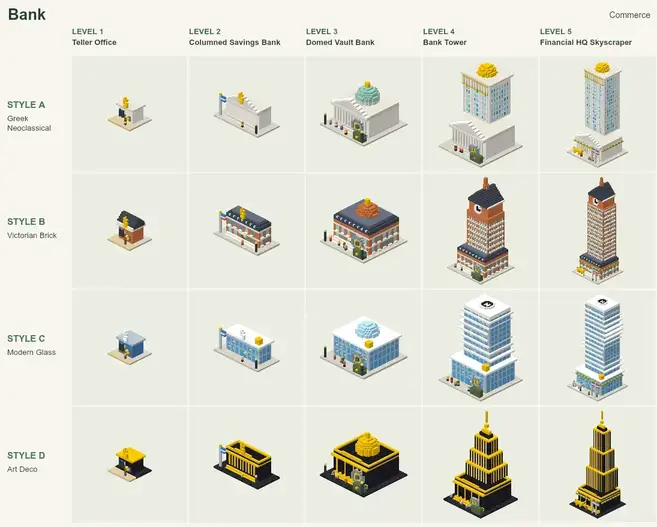 Bank
Commerce
LEVEL 1
Teller Office
LEVEL 2
Columned Savings Bank
LEVEL 3
Domed Vault Bank
LEVEL 4
Bank Tower
LEVEL 5
Financial HQ Skyscraper
STYLE A
Greek
Neoclassical
STYLE B
Victorian Brick
STYLE C
Modern Glass
STYLE D
Art Deco